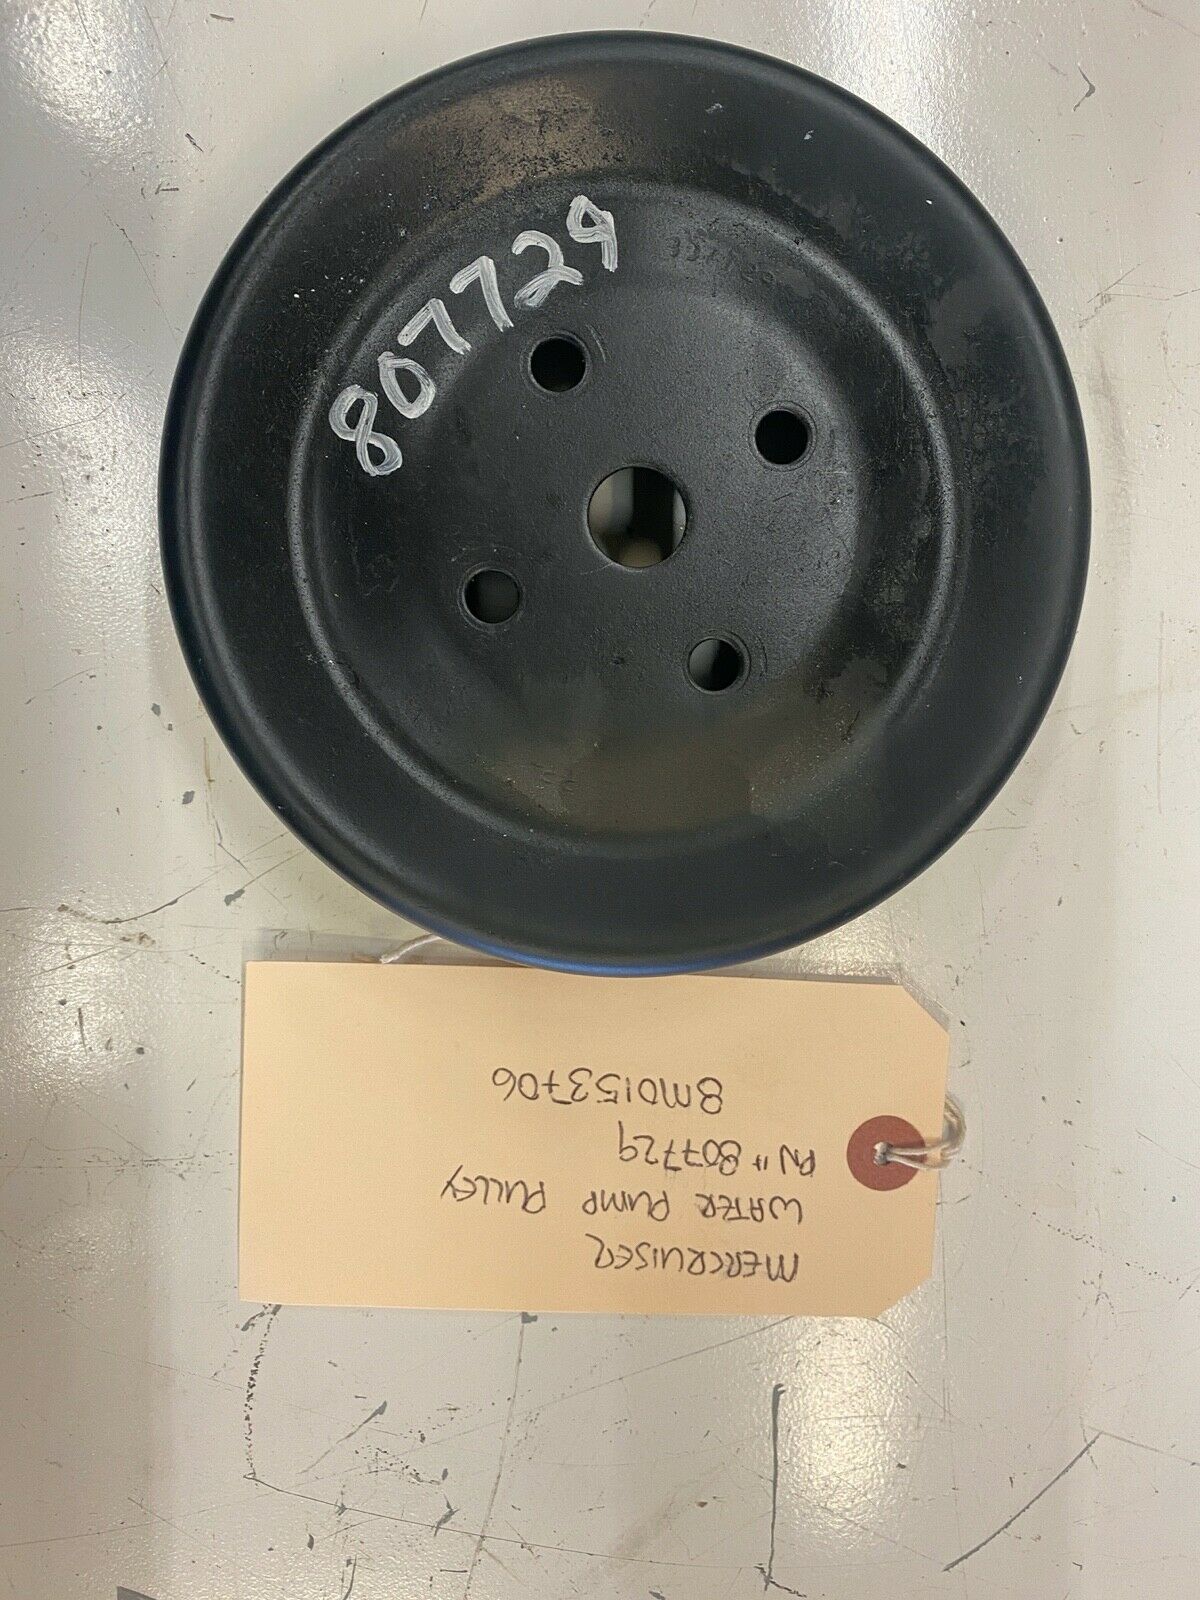 807729
MERCRUISER
WATER PUMP PULLEY
PN" 807729
8M0153706